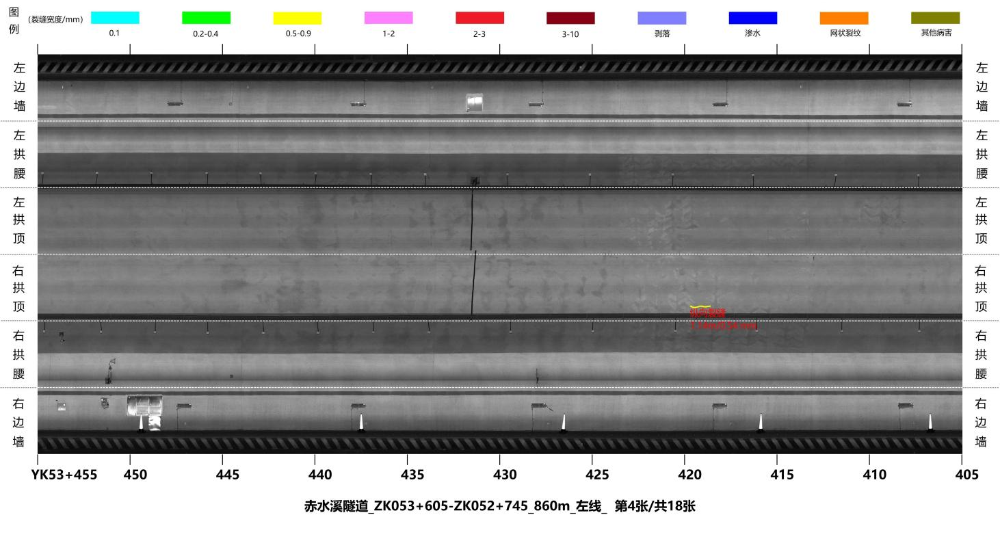 图例
(裂缝宽度/mm)
0.1
0.2-0.4
0.5-0.9
1-2
2-3
3-10
剥落
渗水
网状裂纹
其他病害
左边墙
左边墙
左拱腰
左拱腰
左拱顶
左拱顶
右拱顶
右拱顶
纵向裂缝
1.14m/0.54 mm
右拱腰
右拱腰
右边墙
右边墙
YK53+455 450 445 440 435 430 425 420 415 410 405
赤水溪隧道_ZK053+605-ZK052+745_860m_左线_ 第4张/共18张